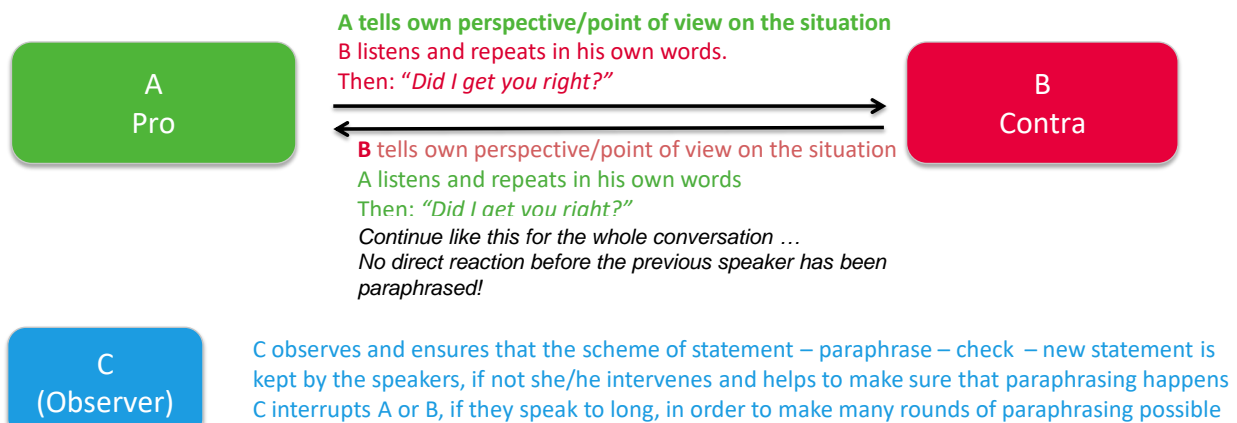 A tells own perspective/point of view on the situation
B listens and repeats in his own words.
Then: “Did I get you right?”
A
Pro
B
Contra
B tells own perspective/point of view on the situation
A listens and repeats in his own words
Then: “Did I get you right?”
Continue like this for the whole conversation …
No direct reaction before the previous speaker has been
paraphrased!
C
(Observer)
C observes and ensures that the scheme of statement – paraphrase – check – new statement is
kept by the speakers, if not she/he intervenes and helps to make sure that paraphrasing happens
C interrupts A or B, if they speak to long, in order to make many rounds of paraphrasing possible